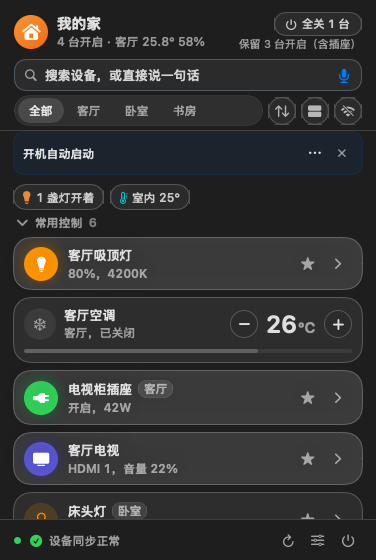 我的家
全关 1 台
4 台开启 · 客厅 25.8° 58%
保留 3 台开启（含插座）
搜索设备，或直接说一句话
全部 客厅 卧室 书房
开机自动启动
1 盏灯开着 室内 25°
常用控制 6
客厅吸顶灯
80%，4200K
客厅空调
客厅，已关闭
26°C
电视柜插座 客厅
开启，42W
客厅电视
HDMI 1，音量 22%
床头灯 卧室
设备同步正常